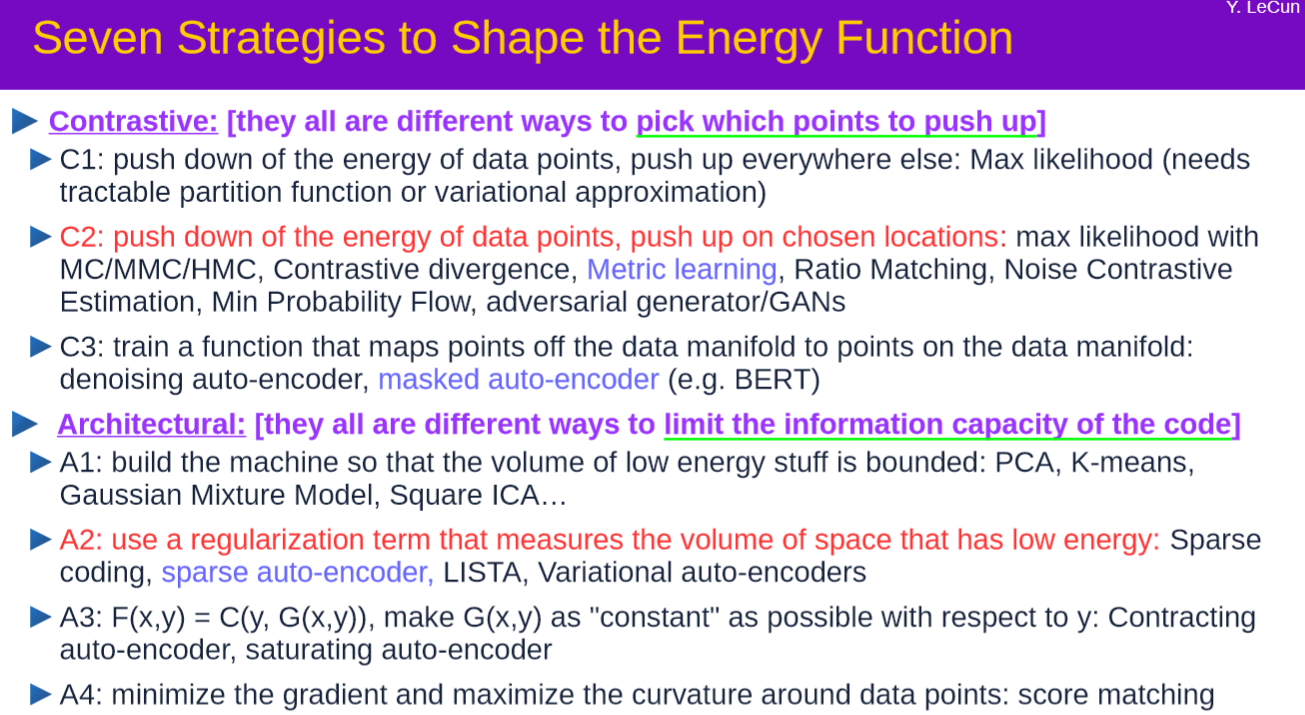 Y. LeCun
Seven Strategies to Shape the Energy Function
Contrastive: [they all are different ways to pick which points to push up]
C1: push down of the energy of data points, push up everywhere else: Max likelihood (needs
tractable partition function or variational approximation)
C2: push down of the energy of data points, push up on chosen locations: max likelihood with
MC/MMC/HMC, Contrastive divergence, Metric learning, Ratio Matching, Noise Contrastive
Estimation, Min Probability Flow, adversarial generator/GANs
C3: train a function that maps points off the data manifold to points on the data manifold:
denoising auto-encoder, masked auto-encoder (e.g. BERT)
Architectural: [they all are different ways to limit the information capacity of the code]
A1: build the machine so that the volume of low energy stuff is bounded: PCA, K-means,
Gaussian Mixture Model, Square ICA…
A2: use a regularization term that measures the volume of space that has low energy: Sparse
coding, sparse auto-encoder, LISTA, Variational auto-encoders
A3: F(x,y) = C(y, G(x,y)), make G(x,y) as "constant" as possible with respect to y: Contracting
auto-encoder, saturating auto-encoder
A4: minimize the gradient and maximize the curvature around data points: score matching